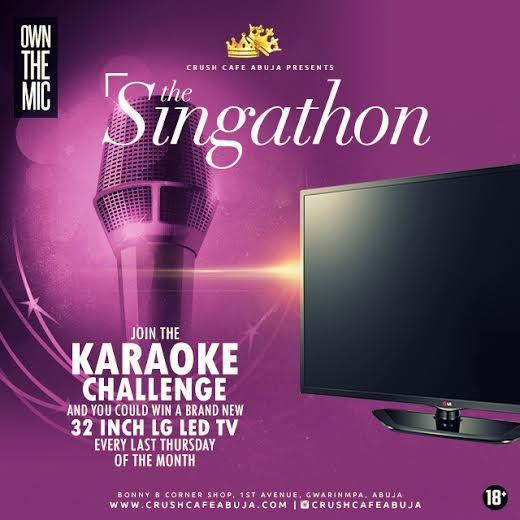 OWN
THE
MIC
CRUSH CAFE ABUJA PRESENTS
the
Singathon
JOIN THE
KARAOKE
CHALLENGE
AND YOU COULD WIN A BRAND NEW
32 INCH LG LED TV
EVERY LAST THURSDAY
OF THE MONTH
LG
BONNY B CORNER SHOP, 1ST AVENUE, GWARINMPA, ABUJA
WWW.CRUSHCAFEABUJA.COM | CRUSHCAFEABUJA
18+